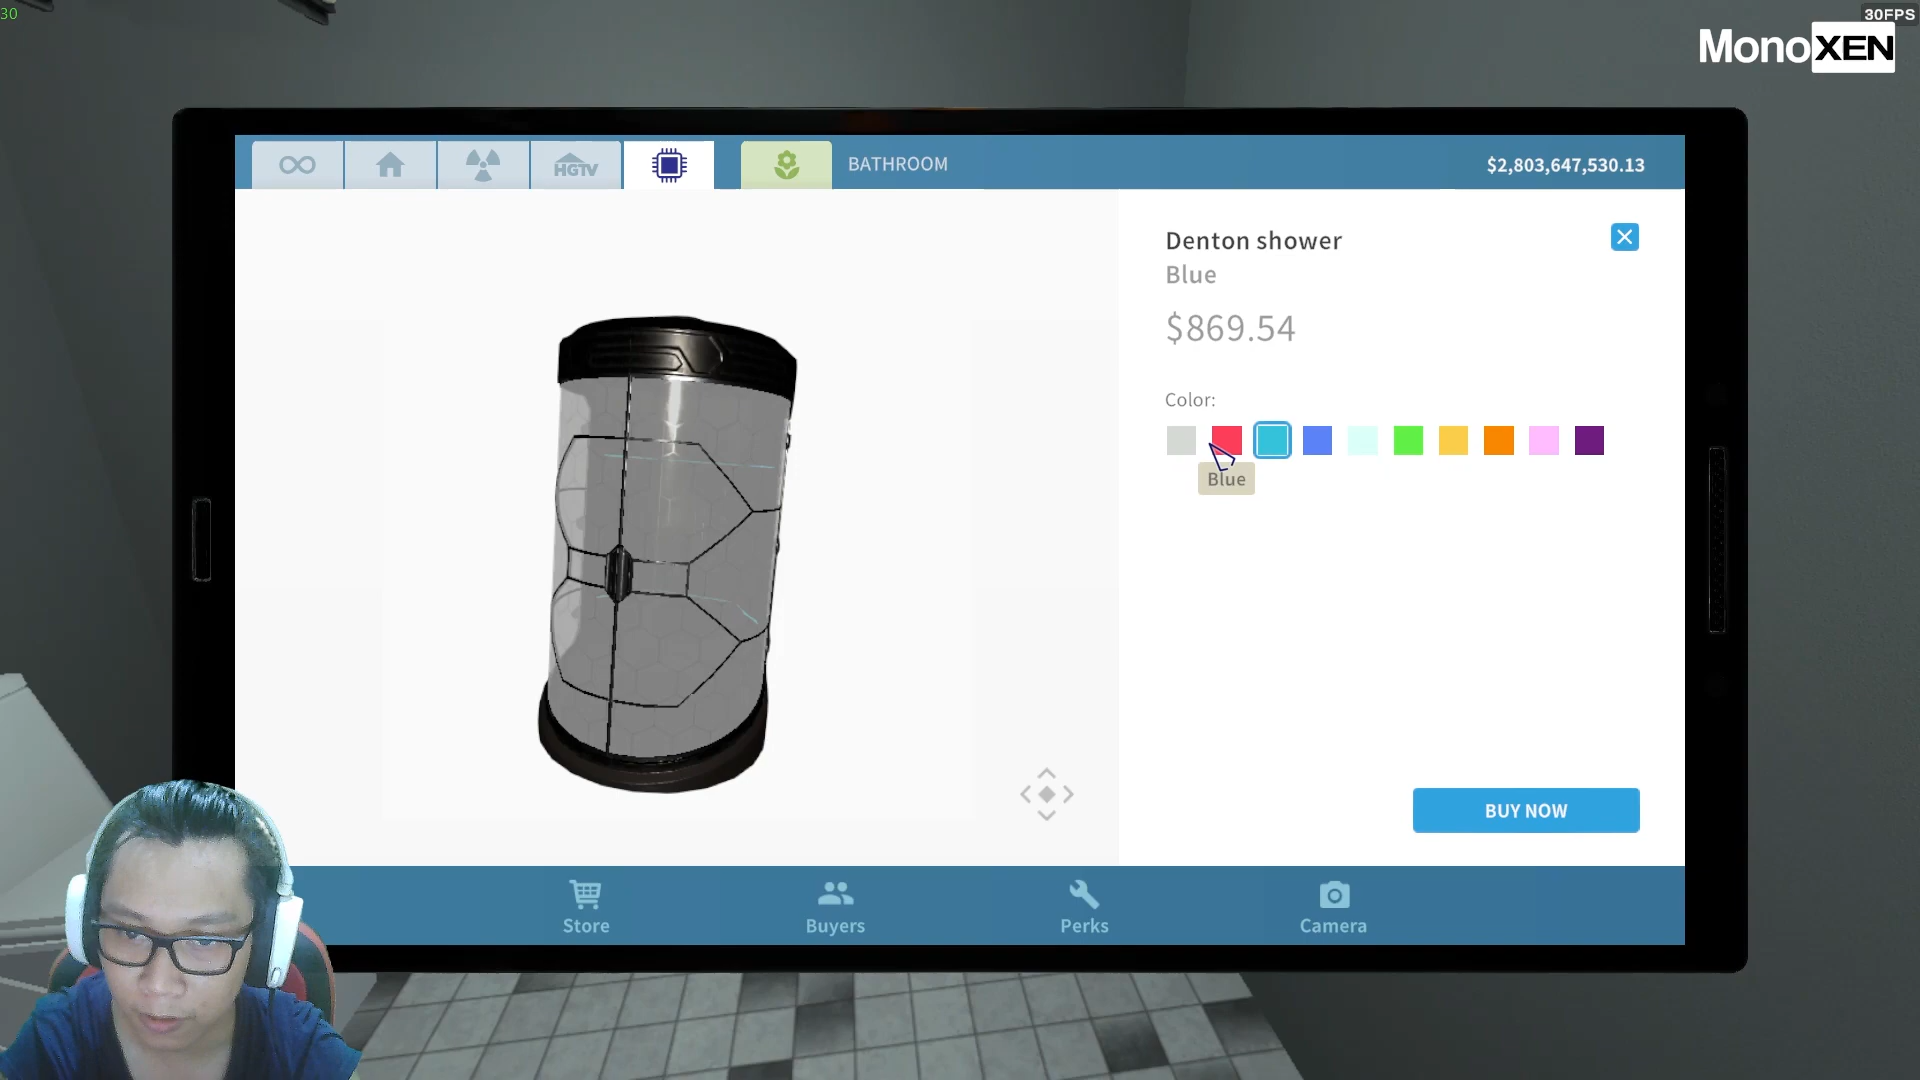 30
30FPS
MonoXEN
HGTV
BATHROOM
$2,803,647,530.13
Denton shower
Blue
$869.54
Color:
Blue
BUY NOW
Store
Buyers
Perks
Camera